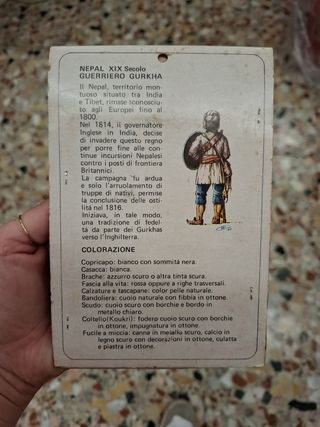 NEPAL XIX Secolo
GUERRIERO GURKHA
Il Nepal, territorio mon-
tuoso situato tra India
e Tibet, rimase sconosciu-
to agli Europei fino al
1800.
Nel 1814, il governatore
Inglese in India, decise
di invadere questo regno
per porre fine alle con-
tinue incursioni Nepalesi
contro i posti di frontiera
Britannici.
La campagna fu ardua
e solo l'arruolamento di
truppe di nativi, permise
la conclusione delle osti-
lità nel 1816.
Iniziava, in tale modo,
una tradizione di fedel-
tà da parte dei Gurkhas
verso l'Inghilterra.
COLORAZIONE
Copricapo: bianco con sommità nera.
Casacca: bianca.
Brache: azzurro scuro o altra tinta scura.
Fascia alla vita: rossa oppure a righe trasversali.
Calzature e tascapane: color pelle naturale.
Bandoliera: cuoio naturale con fibbia in ottone.
Scudo: cuoio scuro con borchie e bordo in
metallo chiaro.
Coltello(Koukri): fodero cuoio scuro con borchie
in ottone, impugnatura in ottone.
Fucile a miccia: canna in metallo scuro, calcio in
legno scuro con decorazioni in ottone, culatta
e piastra in ottone.